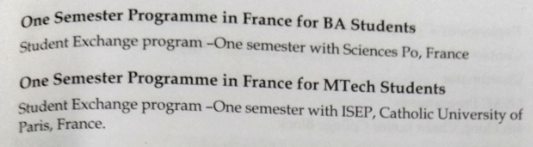 One Semester Programme in France for BA Students
Student Exchange program –One semester with Sciences Po, France
One Semester Programme in France for MTech Students
Student Exchange program –One semester with ISEP, Catholic University of
Paris, France.